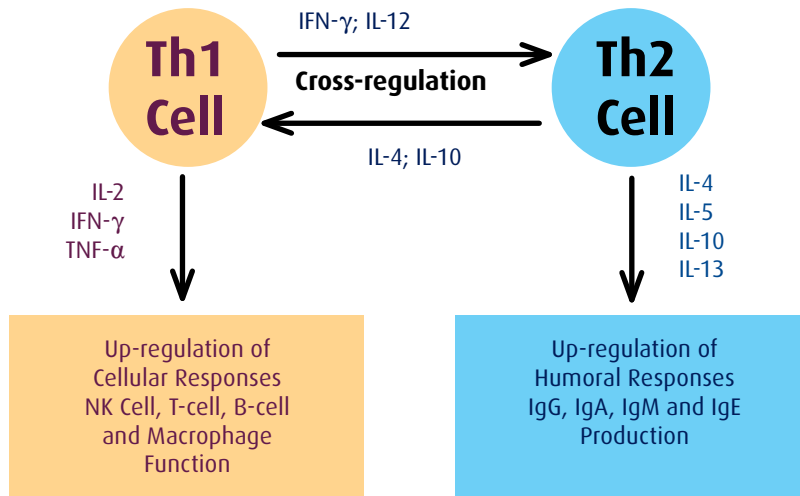 Th1
Cell
IFN-γ; IL-12
Cross-regulation
IL-4; IL-10
Th2
Cell
IL-2
IFN-γ
TNF-α
IL-4
IL-5
IL-10
IL-13
Up-regulation of
Cellular Responses
NK Cell, T-cell, B-cell
and Macrophage
Function
Up-regulation of
Humoral Responses
IgG, IgA, IgM and IgE
Production